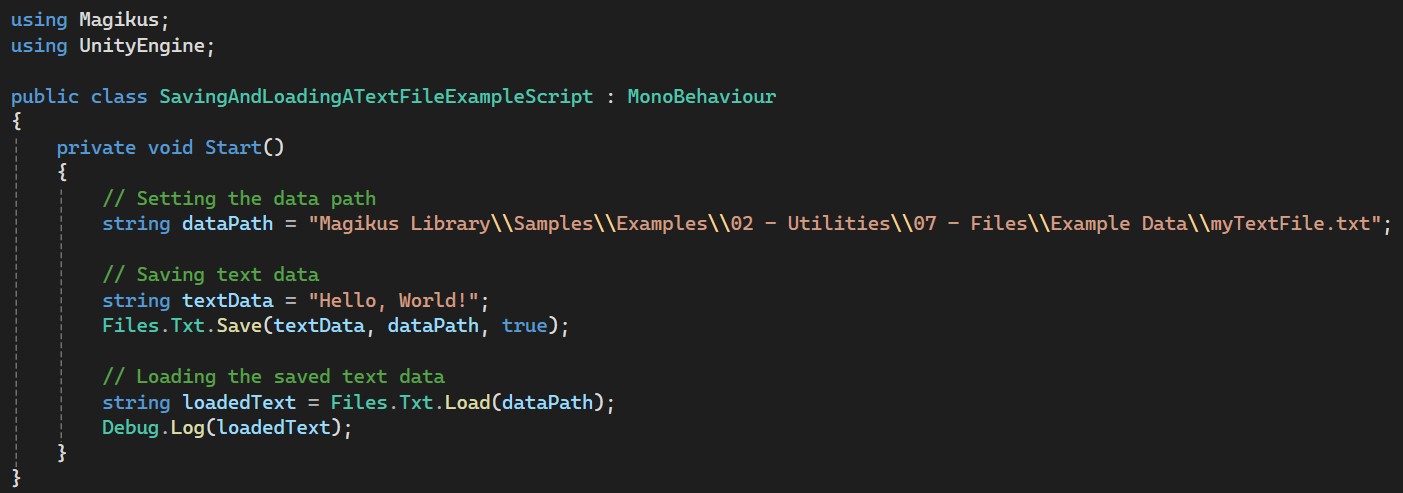 using Magikus;
using UnityEngine;

public class SavingAndLoadingATextFileExampleScript : MonoBehaviour
{
    private void Start()
    {
        // Setting the data path
        string dataPath = "Magikus Library\\Samples\\Examples\\02 - Utilities\\07 - Files\\Example Data\\myTextFile.txt";

        // Saving text data
        string textData = "Hello, World!";
        Files.Txt.Save(textData, dataPath, true);

        // Loading the saved text data
        string loadedText = Files.Txt.Load(dataPath);
        Debug.Log(loadedText);
    }
}